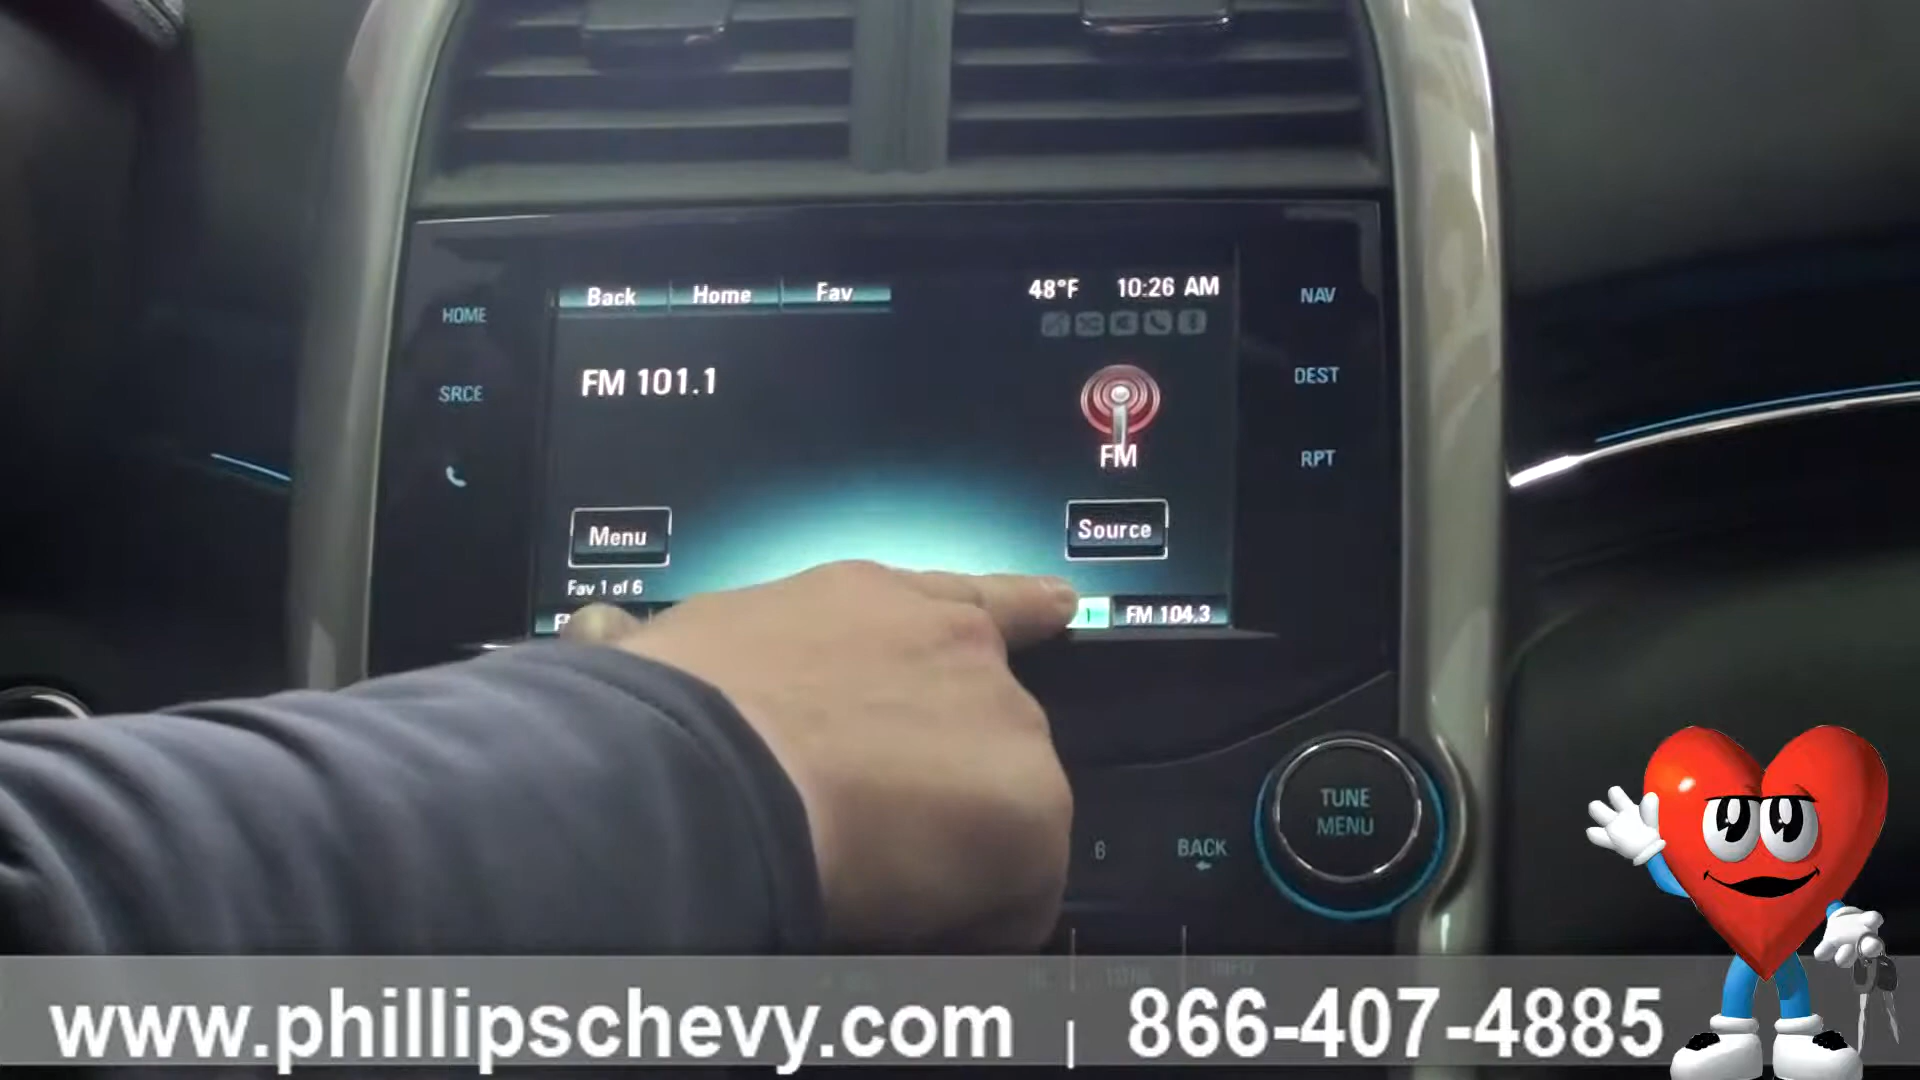 Back Home Fav 48°F 10:26 AM
HOME
NAV
FM 101.1
SRCE
DEST
FM
RPT
Menu
Source
Fav 1 of 6
1 FM 104.3
TUNE
MENU
6 BACK
www.phillipschevy.com | 866-407-4885